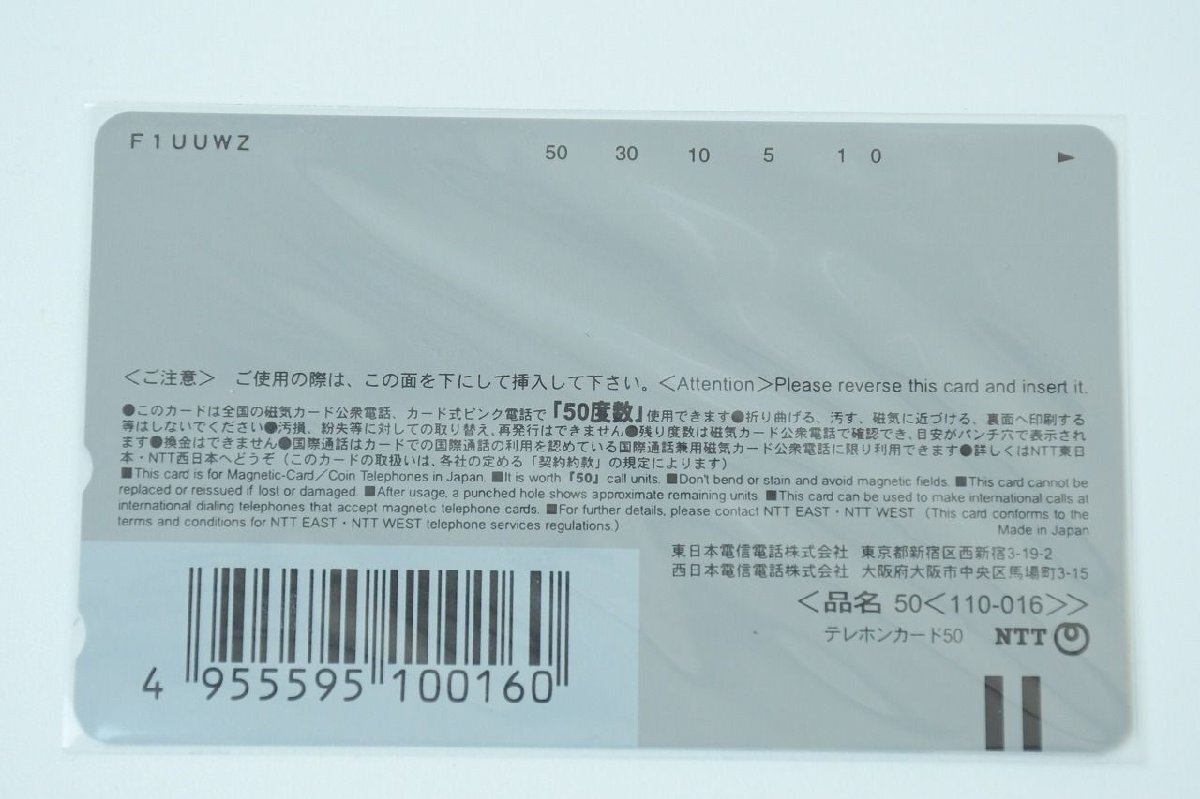 F1UUWZ
50 30 10 5 1 0 ►
＜ご注意＞ ご使用の際は、この面を下にして挿入して下さい。＜Attention＞Please reverse this card and insert it.
●このカードは全国の磁気カード公衆電話、カード式ピンク電話で「50度数」使用できます●折り曲げる、汚す、磁気に近づける、裏面へ印刷する
等はしないでください●汚損、紛失等に対しての取り替え、再発行はできません●残り度数は磁気カード公衆電話で確認でき、目安がパンチ穴で表示され
ます●換金はできません●国際通話はカードでの国際通話の利用を認めている国際通話兼用磁気カード公衆電話に限り利用できます●詳しくはNTT東日
本・NTT西日本へどうぞ（このカードの取扱いは、各社の定める「契約約款」の規定によります）
■This card is for Magnetic-Card／Coin Telephones in Japan. ■It is worth「50」call units. ■Don't bend or stain and avoid magnetic fields. ■This card cannot be
replaced or reissued if lost or damaged. ■After usage, a punched hole shows approximate remaining units. ■This card can be used to make international calls at
international dialing telephones that accept magnetic telephone cards. ■For further details, please contact NTT EAST・NTT WEST（This card conforms to the
terms and conditions for NTT EAST・NTT WEST telephone services regulations.）
Made in Japan
東日本電信電話株式会社 東京都新宿区西新宿3-19-2
西日本電信電話株式会社 大阪府大阪市中央区馬場町3-15
＜品名 50＜110-016＞＞
テレホンカード50 NTT
4 955595 100160